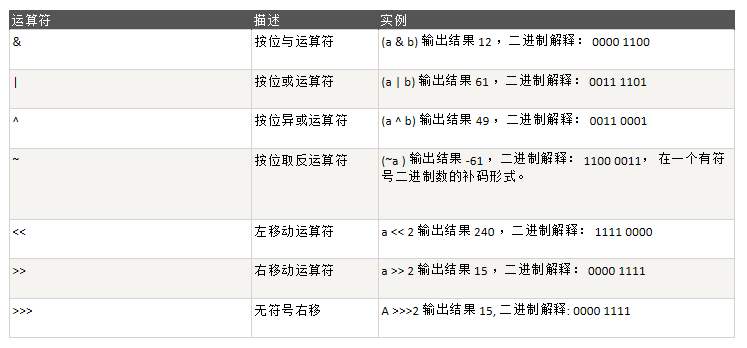 运算符 描述 实例
& 按位与运算符 (a & b) 输出结果 12 ，二进制解释： 0000 1100
| 按位或运算符 (a | b) 输出结果 61 ，二进制解释： 0011 1101
^ 按位异或运算符 (a ^ b) 输出结果 49 ，二进制解释： 0011 0001
~ 按位取反运算符 (~a ) 输出结果 -61 ，二进制解释： 1100 0011， 在一个有符
号二进制数的补码形式。
<< 左移动运算符 a << 2 输出结果 240 ，二进制解释： 1111 0000
>> 右移动运算符 a >> 2 输出结果 15 ，二进制解释： 0000 1111
>>> 无符号右移 A >>>2 输出结果 15, 二进制解释: 0000 1111